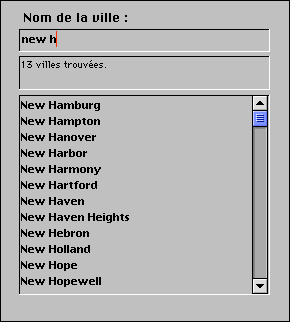 Nom de la ville :
new h
13 villes trouvées.
New Hamburg
New Hampton
New Hanover
New Harbor
New Harmony
New Hartford
New Haven
New Haven Heights
New Hebron
New Holland
New Hope
New Hopewell